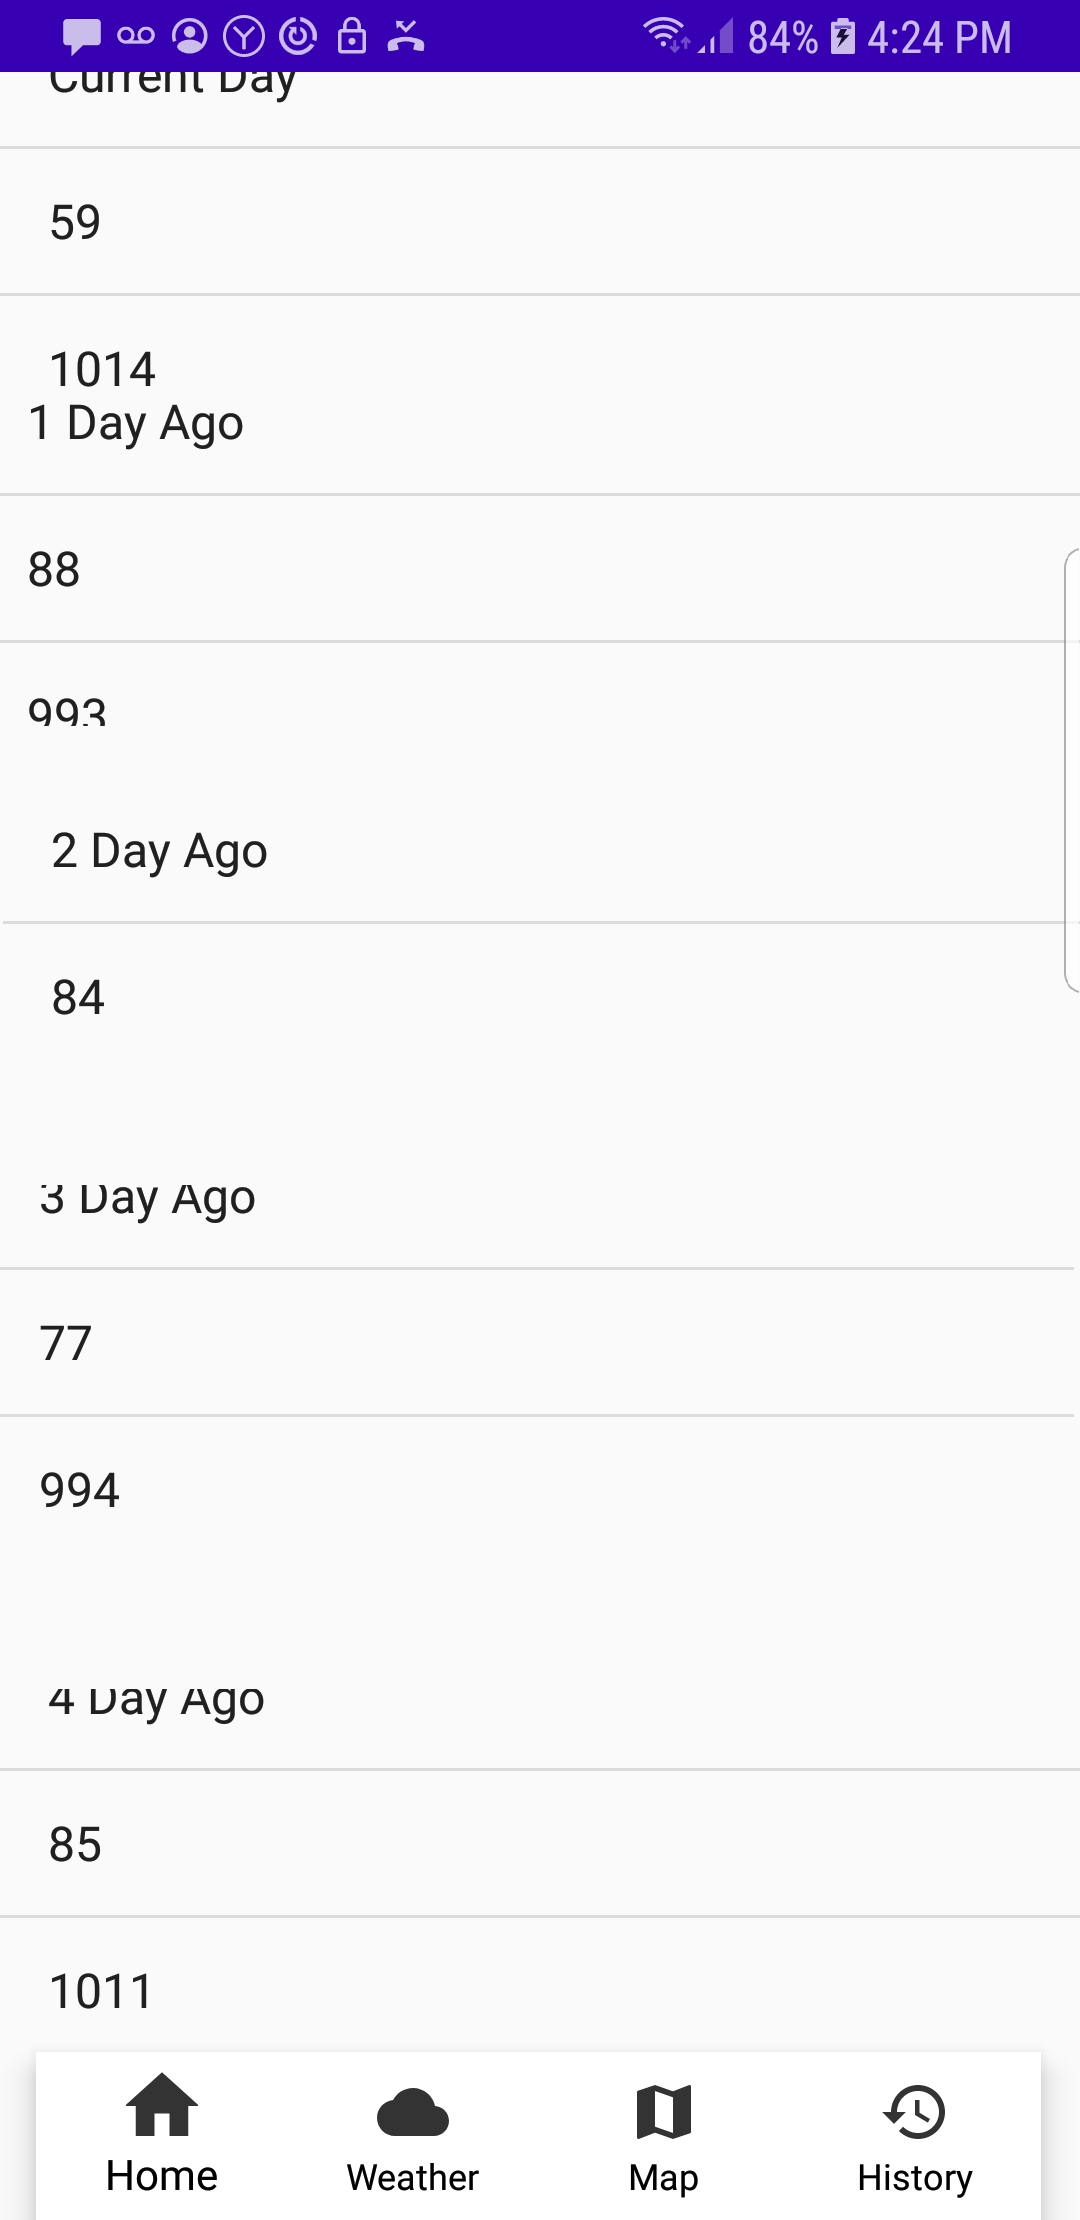 84% 4:24 PM
Current Day
59
1014
1 Day Ago
88
993
2 Day Ago
84
3 Day Ago
77
994
4 Day Ago
85
1011
Home Weather Map History